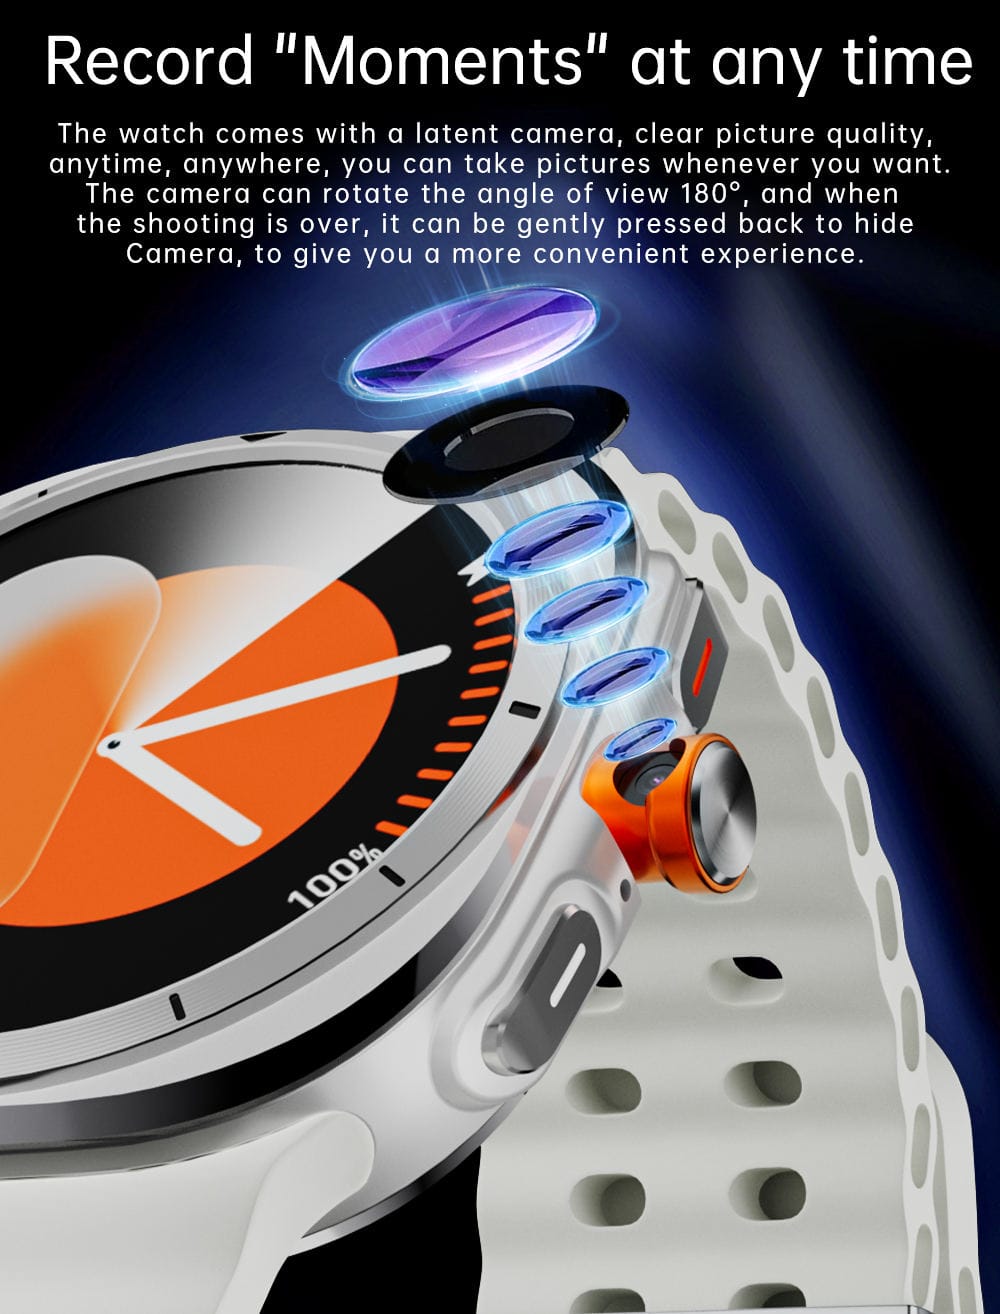 Record "Moments" at any time
The watch comes with a latent camera, clear picture quality,
anytime, anywhere, you can take pictures whenever you want.
The camera can rotate the angle of view 180°, and when
the shooting is over, it can be gently pressed back to hide
Camera, to give you a more convenient experience.
100%